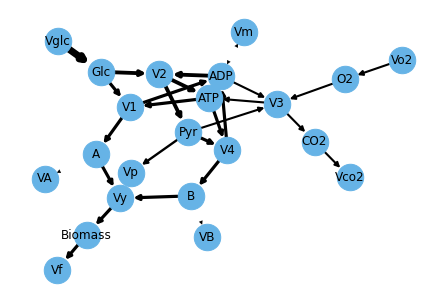 Vm
Vglc
Vo2
Glc
V2
ADP
O2
ATP
V1
V3
Pyr
CO2
V4
A
Vp
VA
Vco2
Vy
B
Biomass
VB
Vf